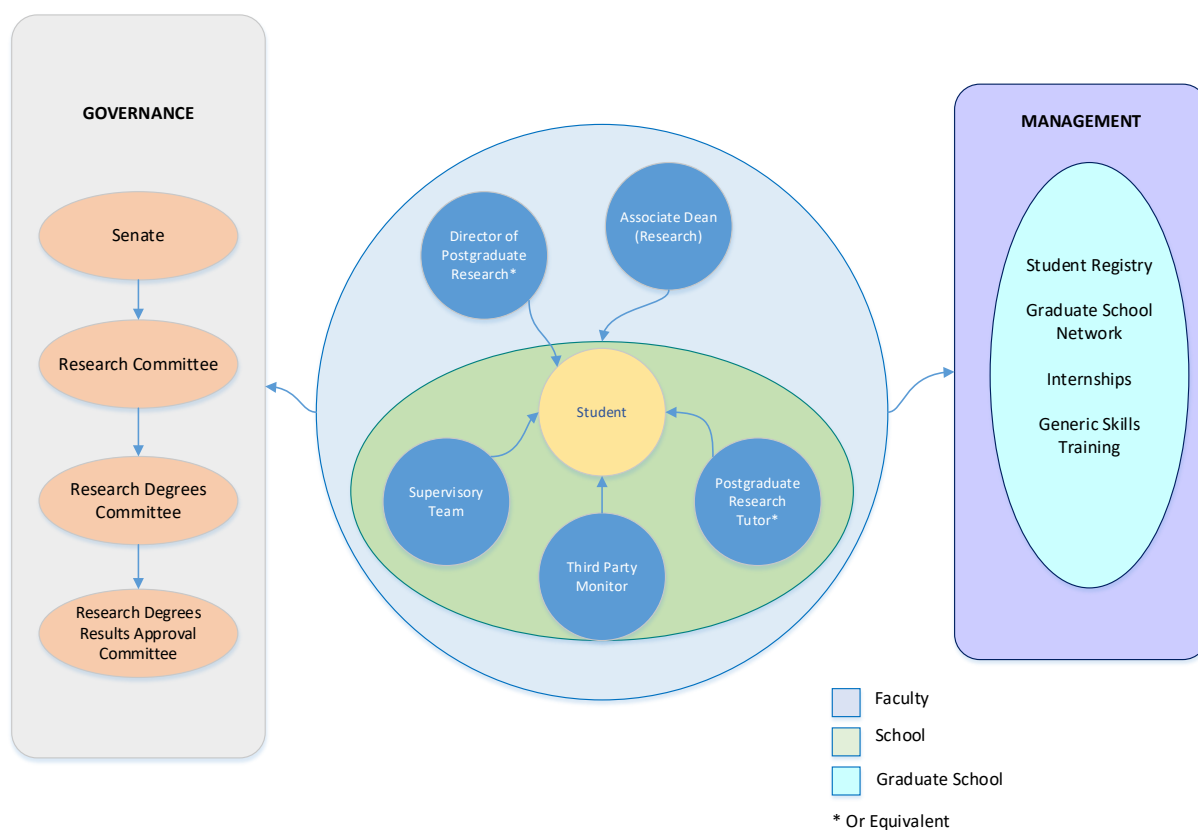 GOVERNANCE
Senate
Research Committee
Research Degrees
Committee
Research Degrees
Results Approval
Committee
Director of
Postgraduate
Research*
Associate Dean
(Research)
Student
Supervisory
Team
Third Party
Monitor
Postgraduate
Research
Tutor*
MANAGEMENT
Student Registry
Graduate School
Network
Internships
Generic Skills
Training
Faculty
School
Graduate School
* Or Equivalent